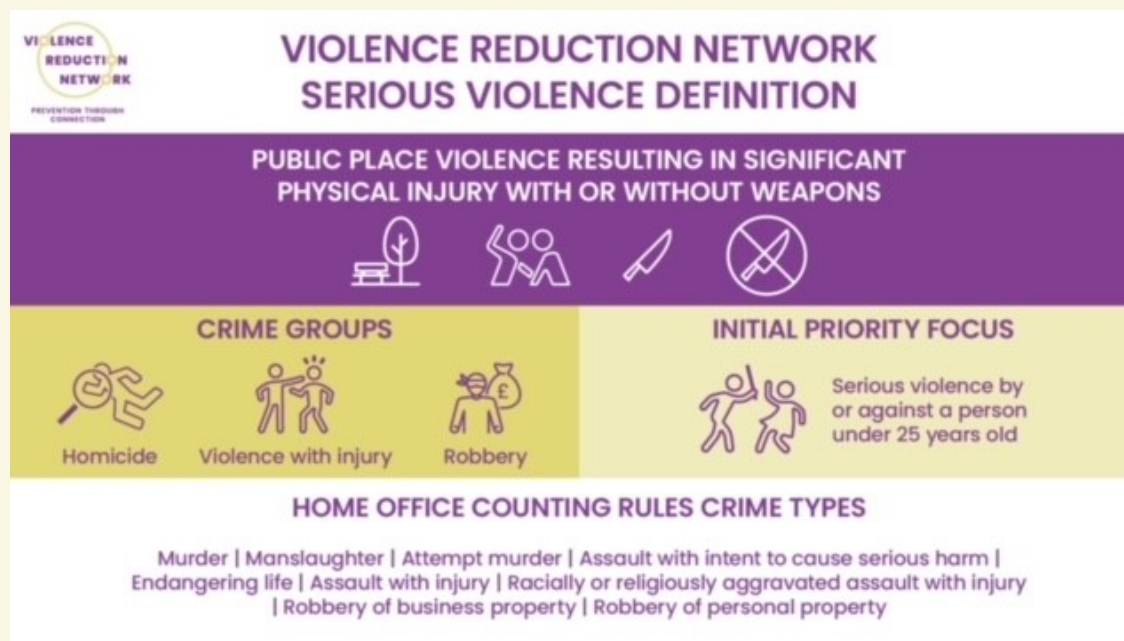 VIOLENCE
REDUCTION
NETWORK
PREVENTION THROUGH
CONNECTION
VIOLENCE REDUCTION NETWORK
SERIOUS VIOLENCE DEFINITION
PUBLIC PLACE VIOLENCE RESULTING IN SIGNIFICANT
PHYSICAL INJURY WITH OR WITHOUT WEAPONS
CRIME GROUPS
£
Homicide
Violence with injury
Robbery
INITIAL PRIORITY FOCUS
Serious violence by
or against a person
under 25 years old
HOME OFFICE COUNTING RULES CRIME TYPES
Murder | Manslaughter | Attempt murder | Assault with intent to cause serious harm |
Endangering life | Assault with injury | Racially or religiously aggravated assault with injury
| Robbery of business property | Robbery of personal property